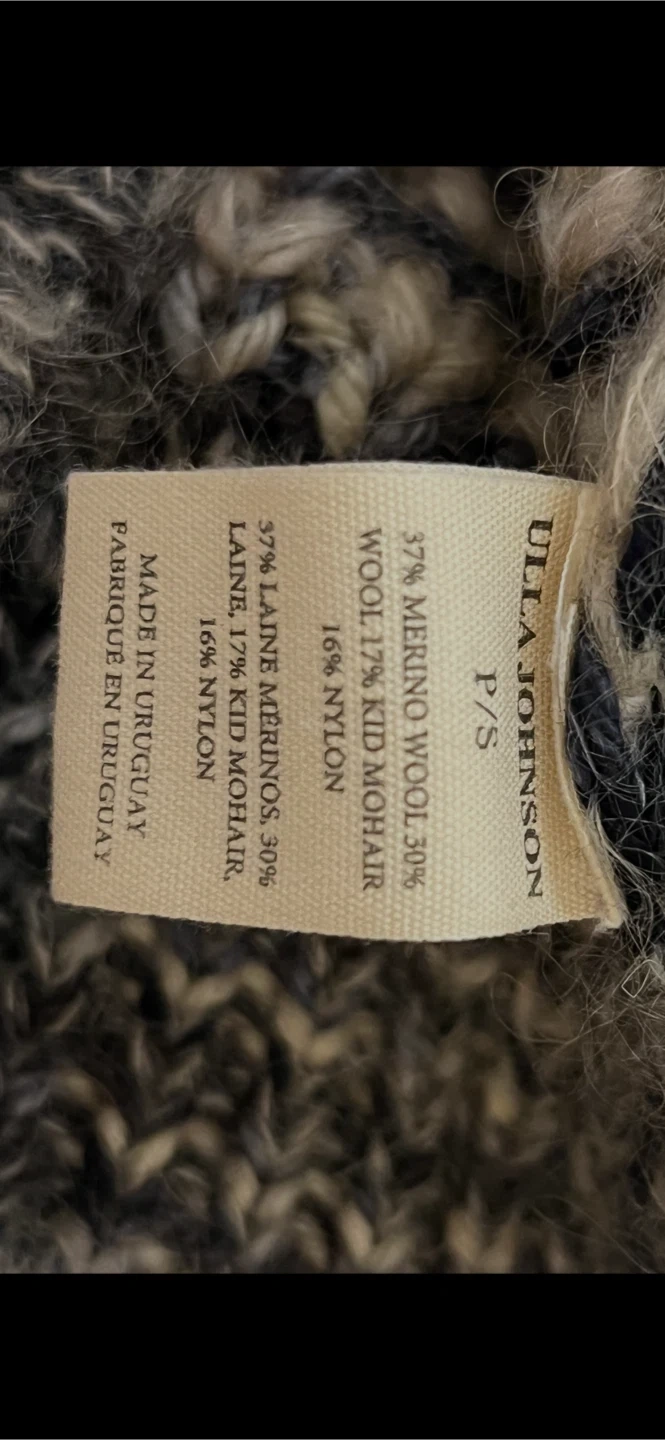 ULLA JOHNSON
P/S
37% MERINO WOOL 30%
WOOL 17% KID MOHAIR
16% NYLON
37% LAINE MÉRINOS, 30%
LAINE, 17% KID MOHAIR,
16% NYLON
MADE IN URUGUAY
FABRIQUÉ EN URUGUAY